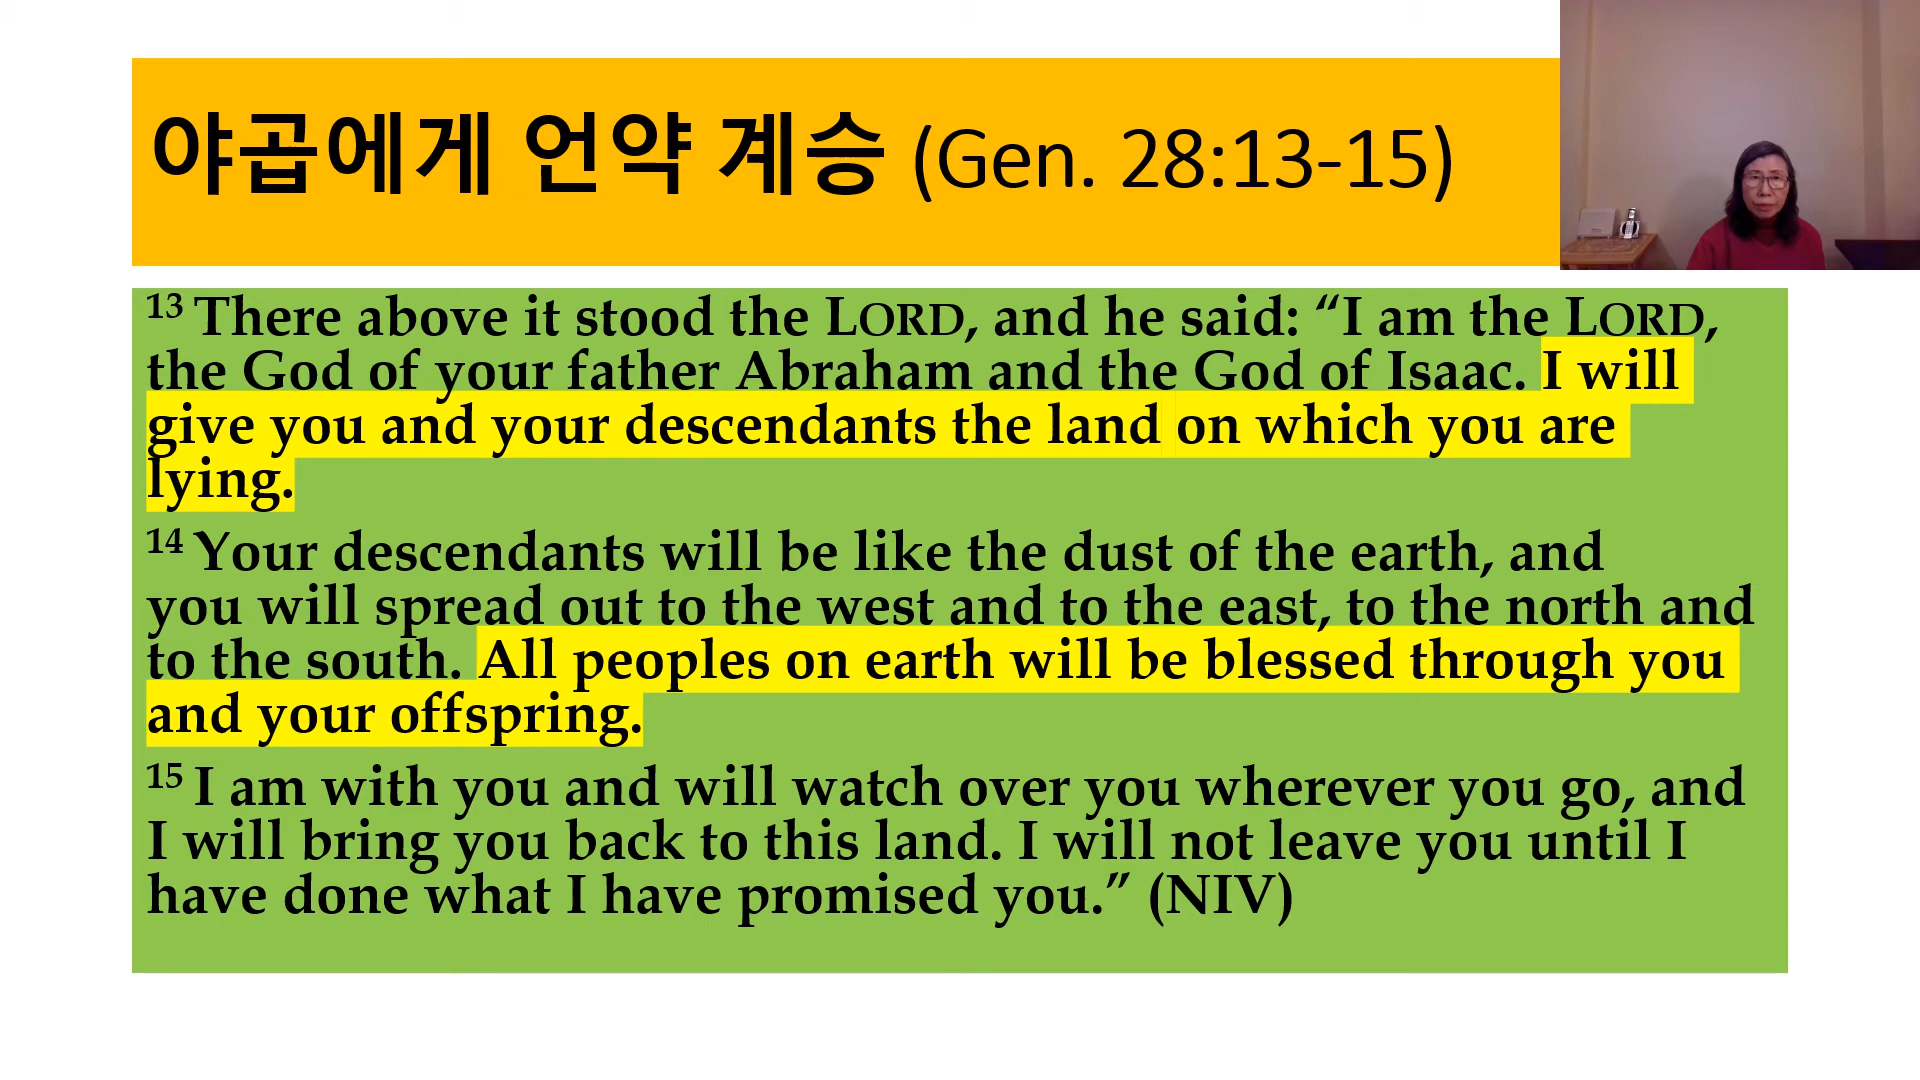 야곱에게 언약 계승 (Gen. 28:13-15)
13 There above it stood the LORD, and he said: “I am the LORD,
the God of your father Abraham and the God of Isaac. I will
give you and your descendants the land on which you are
lying.
14 Your descendants will be like the dust of the earth, and
you will spread out to the west and to the east, to the north and
to the south. All peoples on earth will be blessed through you
and your offspring.
15 I am with you and will watch over you wherever you go, and
I will bring you back to this land. I will not leave you until I
have done what I have promised you.” (NIV)